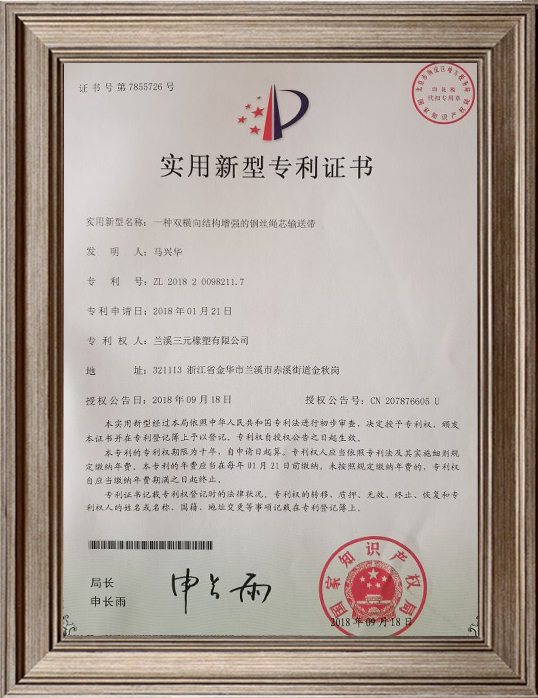 证书号第7855726号
实用新型专利证书
实用新型名称：一种双横向结构增强的钢丝绳芯输送带
发明人：马兴华
专利号：ZL 2018 2 0098211.7
专利申请日：2018年01月21日
专利权人：兰溪三元橡塑有限公司
地址：321113 浙江省金华市兰溪市赤溪街道金秋岗
授权公告日：2018年09月18日 授权公告号：CN 207876605 U
本实用新型经过本局依照中华人民共和国专利法进行初步审查，决定授予专利权，颁发
本证书并在专利登记簿上予以登记。专利权自授权公告之日起生效。
本专利的专利权期限为十年，自申请日起算。专利权人应当依照专利法及其实施细则规
定缴纳年费。本专利的年费应当在每年01月21日前缴纳。未按照规定缴纳年费的，专利权
自应当缴纳年费期满之日起终止。
专利证书记载专利权登记时的法律状况。专利权的转移、质押、无效、终止、恢复和专
利权人的姓名或名称、国籍、地址变更等事项记载在专利登记簿上。
局长
申长雨
申长雨
国家知识产权局
2018年09月18日